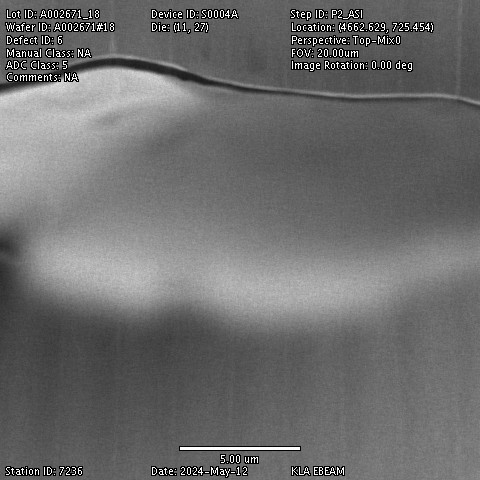 Lot ID: A002671_18
Wafer ID: A002671#18
Defect ID: 6
Manual Class: NA
ADC Class: 5
Comments: NA
Device ID: S0004A
Die: (11, 27)
Step ID: P2_ASI
Location: (4662.629, 725.454)
Perspective: Top-Mix0
FOV: 20.00um
Image Rotation: 0.00 deg
5.00 um
Station ID: 7236
Date: 2024-May-12
KLA EBEAM